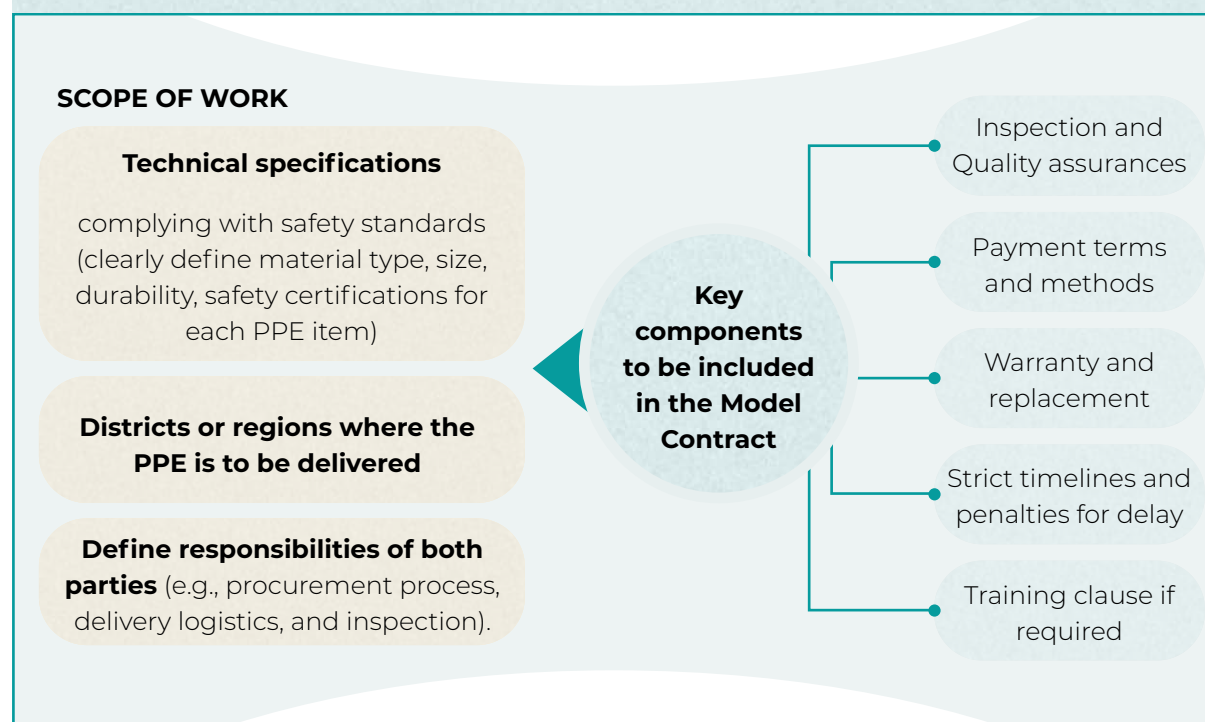 SCOPE OF WORK
Technical specifications
complying with safety standards
(clearly define material type, size,
durability, safety certifications for
each PPE item)
Districts or regions where the
PPE is to be delivered
Define responsibilities of both
parties (e.g., procurement process,
delivery logistics, and inspection).
Key
components
to be included
in the Model
Contract
Inspection and
Quality assurances
Payment terms
and methods
Warranty and
replacement
Strict timelines and
penalties for delay
Training clause if
required